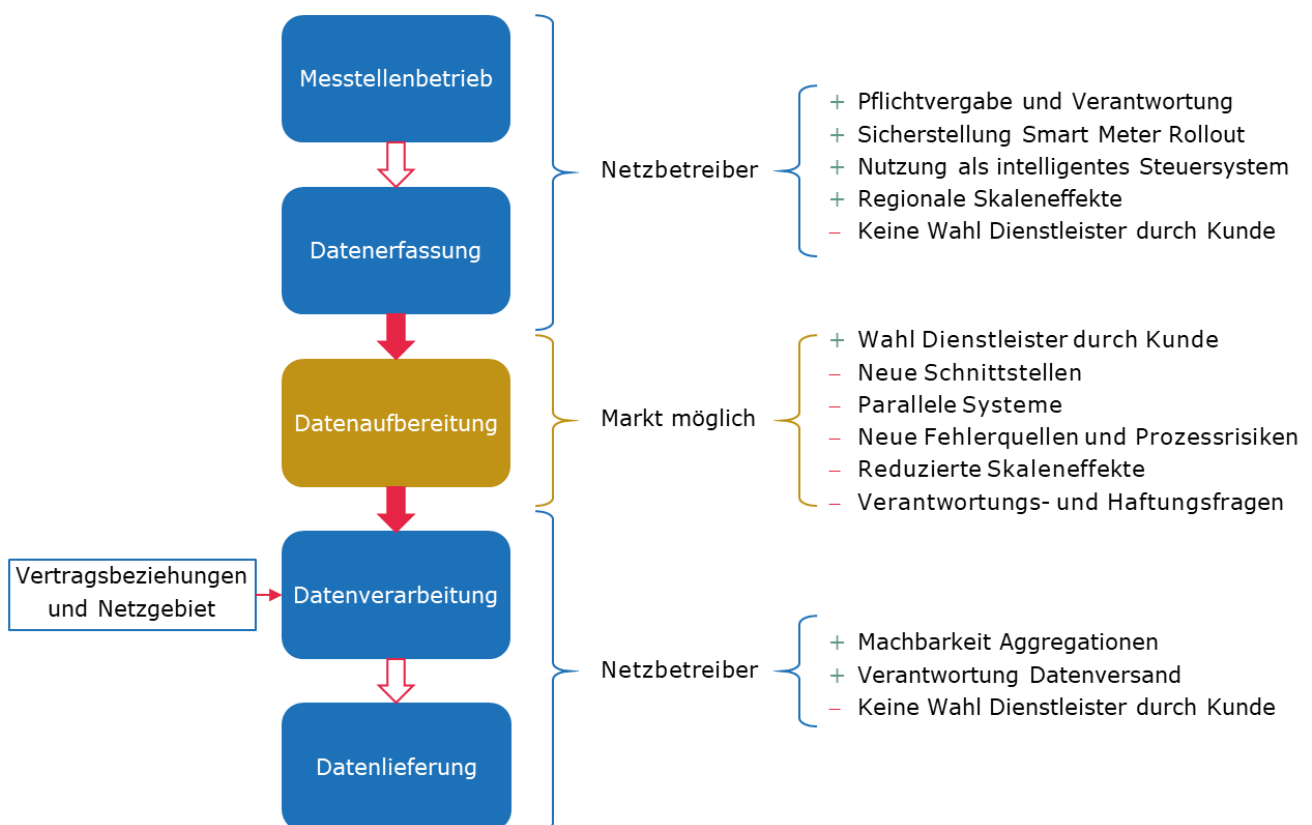 Messtellenbetrieb
Datenerfassung
Netzbetreiber
+ Pflichtvergabe und Verantwortung
+ Sicherstellung Smart Meter Rollout
+ Nutzung als intelligentes Steuersystem
+ Regionale Skaleneffekte
– Keine Wahl Dienstleister durch Kunde
Datenaufbereitung
Markt möglich
+ Wahl Dienstleister durch Kunde
– Neue Schnittstellen
– Parallele Systeme
– Neue Fehlerquellen und Prozessrisiken
– Reduzierte Skaleneffekte
– Verantwortungs- und Haftungsfragen
Vertragsbeziehungen
und Netzgebiet
Datenverarbeitung
Datenlieferung
Netzbetreiber
+ Machbarkeit Aggregationen
+ Verantwortung Datenversand
– Keine Wahl Dienstleister durch Kunde